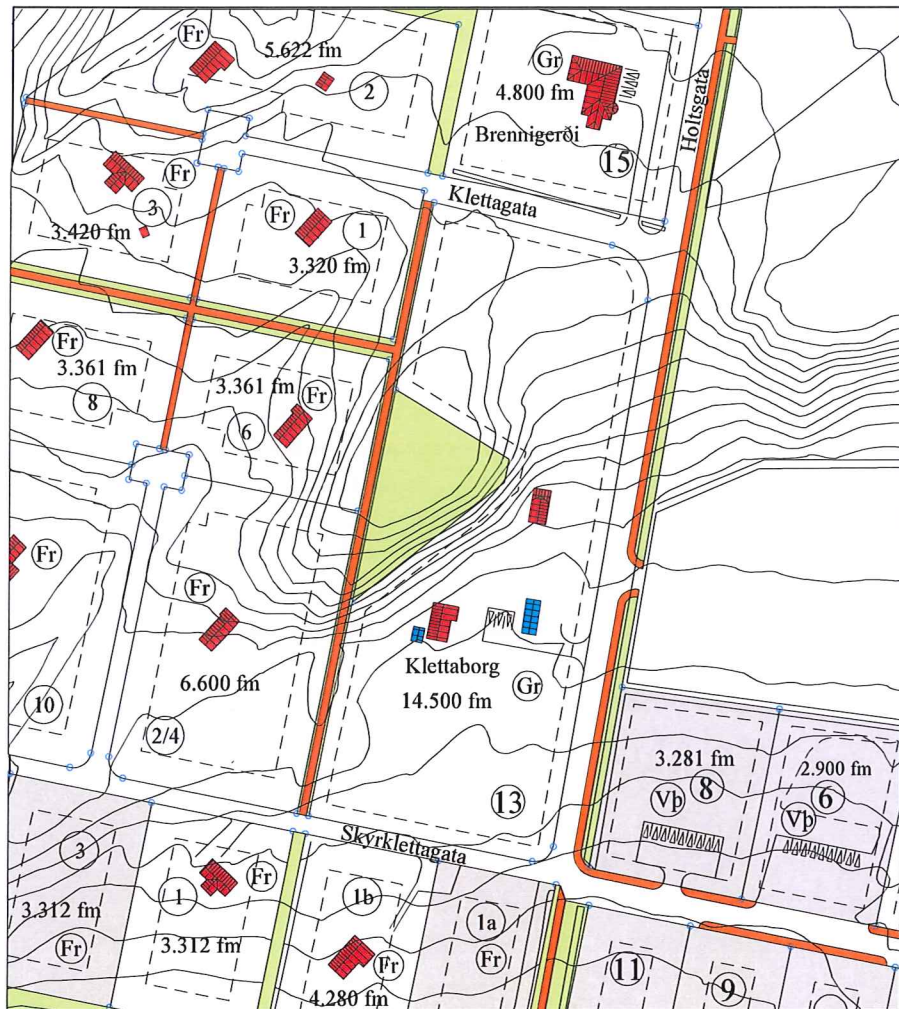 Fr
5.622 fm
2
Gr
4.800 fm
Brennigerði
15
Holtsgata
Fr
3
3.420 fm
Fr
1
3.320 fm
Klettagata
Fr
3.361 fm
8
3.361 fm
Fr
6
Fr
Fr
6.600 fm
10
2/4
Klettaborg
14.500 fm
Gr
13
3.281 fm
8
Vþ
2.900 fm
6
Vþ
Skyrklettagata
3
3.312 fm
Fr
1
Fr
3.312 fm
1b
Fr
4.280 fm
1a
Fr
11
9